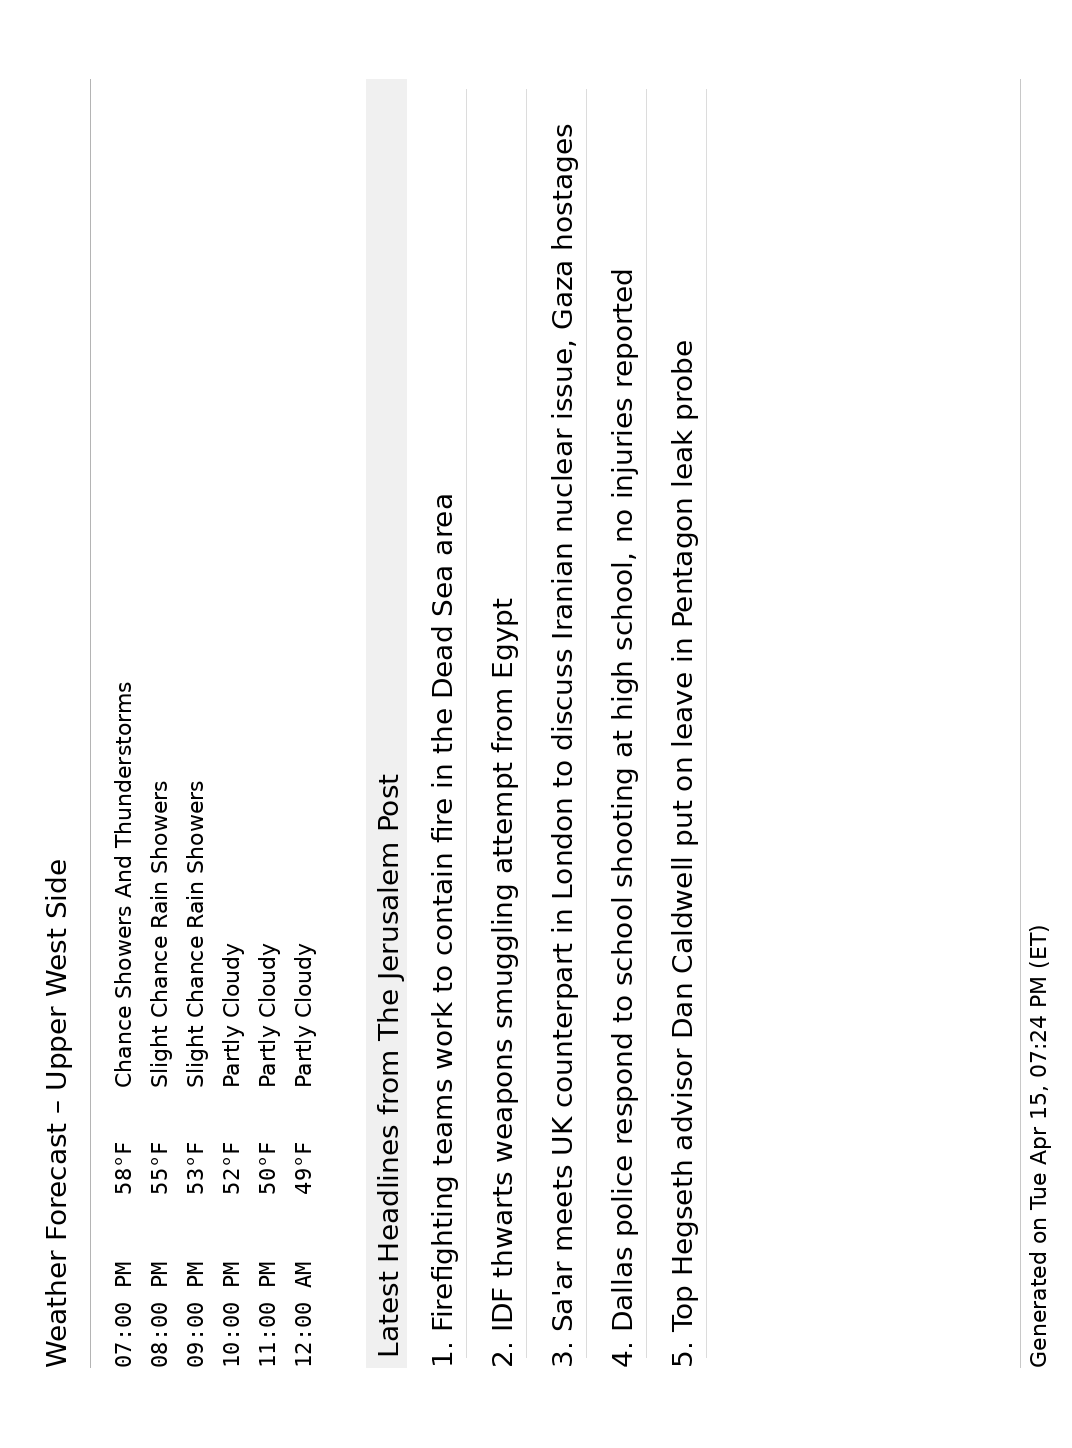 Weather Forecast – Upper West Side
07:00 PM 58°F Chance Showers And Thunderstorms
08:00 PM 55°F Slight Chance Rain Showers
09:00 PM 53°F Slight Chance Rain Showers
10:00 PM 52°F Partly Cloudy
11:00 PM 50°F Partly Cloudy
12:00 AM 49°F Partly Cloudy
Latest Headlines from The Jerusalem Post
1. Firefighting teams work to contain fire in the Dead Sea area
2. IDF thwarts weapons smuggling attempt from Egypt
3. Sa'ar meets UK counterpart in London to discuss Iranian nuclear issue, Gaza hostages
4. Dallas police respond to school shooting at high school, no injuries reported
5. Top Hegseth advisor Dan Caldwell put on leave in Pentagon leak probe
Generated on Tue Apr 15, 07:24 PM (ET)